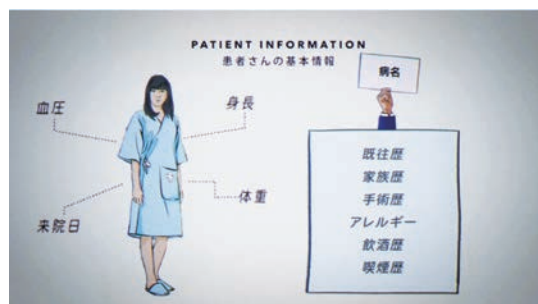 PATIENT INFORMATION
患者さんの基本情報
血圧
身長
来院日
体重
病名
既往歴
家族歴
手術歴
アレルギー
飲酒歴
喫煙歴